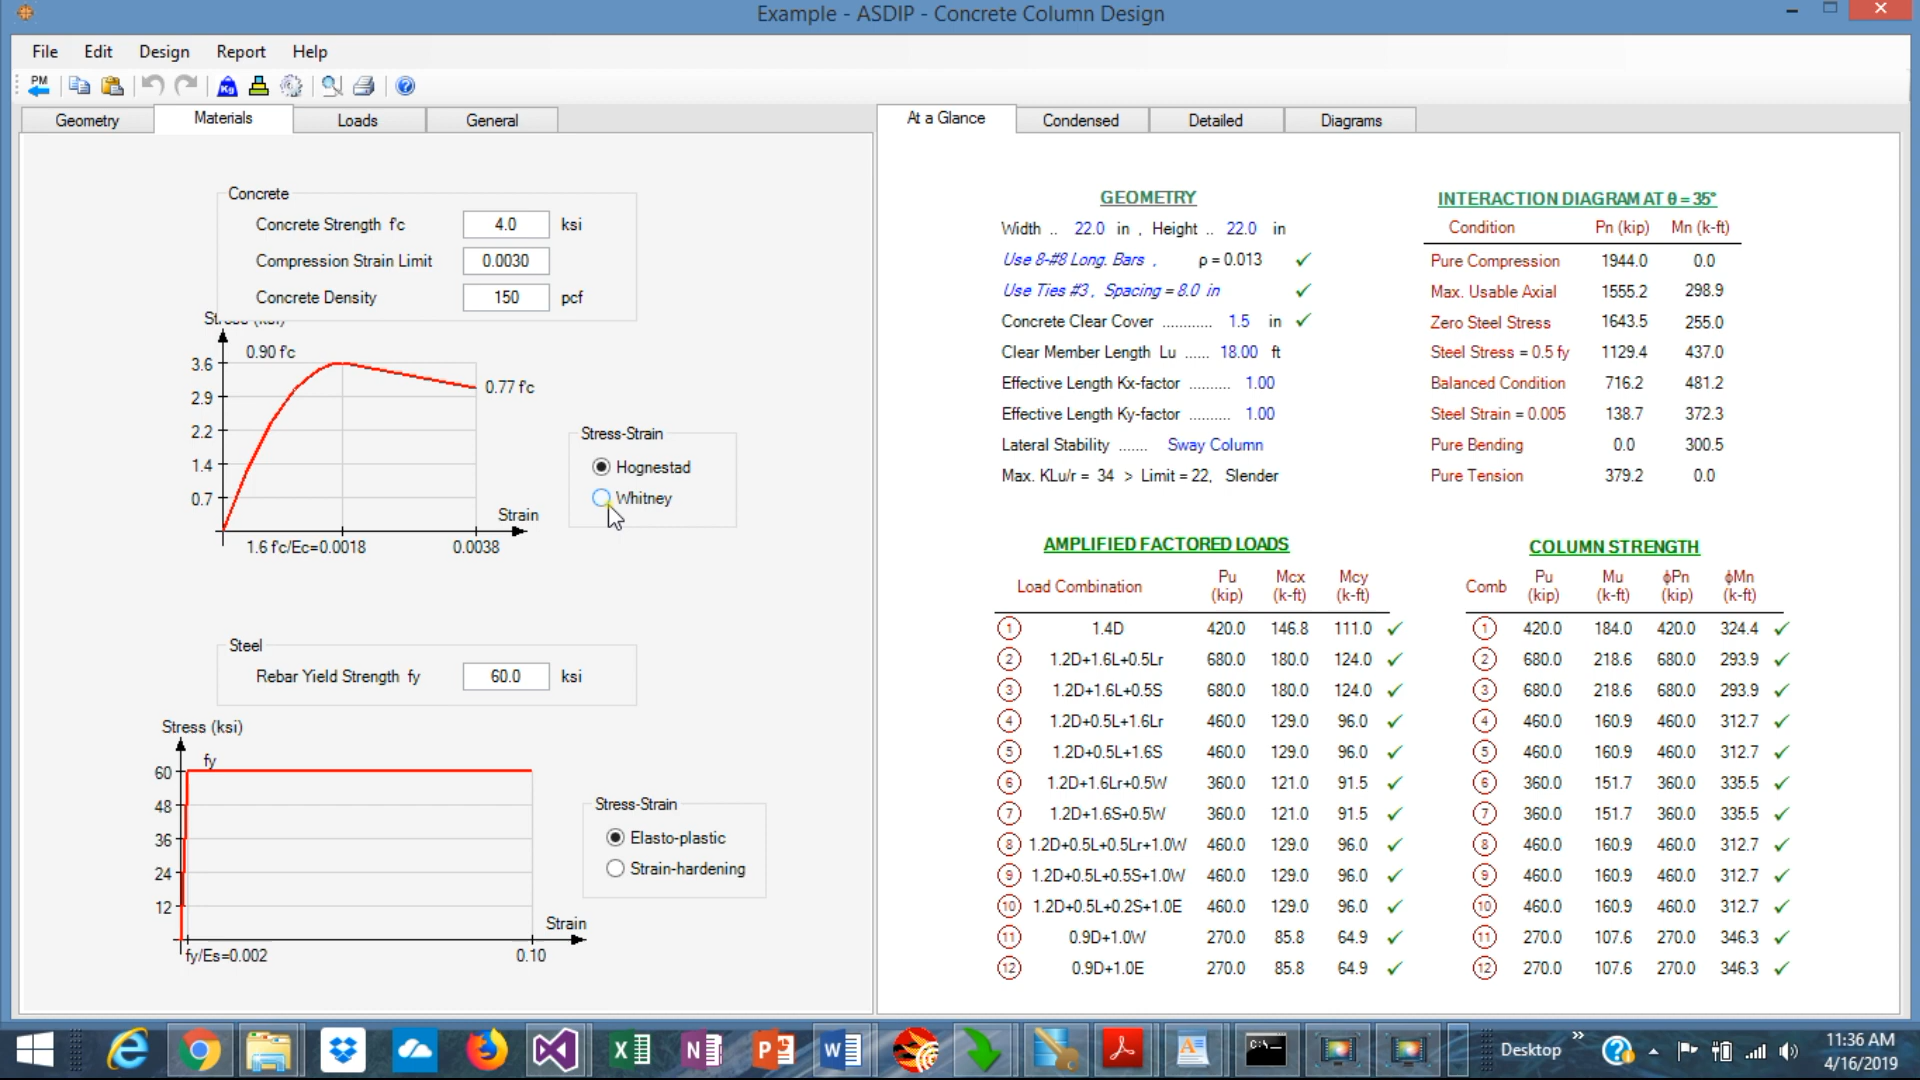 Example - ASDIP - Concrete Column Design
File Edit Design Report Help
PM Kg
Geometry Materials Loads General
At a Glance Condensed Detailed Diagrams
Concrete
Concrete Strength f'c 4.0 ksi
Compression Strain Limit 0.0030
Concrete Density 150 pcf
0.90 f'c
3.6
0.77 f'c
2.9
2.2
1.4
0.7
Strain
1.6 f'c/Ec=0.0018 0.0038
Stress-Strain
Hognestad
Whitney
Steel
Rebar Yield Strength fy 60.0 ksi
Stress (ksi)
fy
60
48
36
24
12
Strain
fy/Es=0.002 0.10
Stress-Strain
Elasto-plastic
Strain-hardening
GEOMETRY
Width .. 22.0 in , Height .. 22.0 in
Use 8-#8 Long. Bars , ρ = 0.013 ✓
Use Ties #3 , Spacing = 8.0 in ✓
Concrete Clear Cover ............ 1.5 in ✓
Clear Member Length Lu ...... 18.00 ft
Effective Length Kx-factor ......... 1.00
Effective Length Ky-factor ......... 1.00
Lateral Stability ....... Sway Column
Max. KLu/r = 34 > Limit = 22, Slender
INTERACTION DIAGRAM AT θ = 35°
Condition Pn (kip) Mn (k-ft)
Pure Compression 1944.0 0.0
Max. Usable Axial 1555.2 298.9
Zero Steel Stress 1643.5 255.0
Steel Stress = 0.5 fy 1129.4 437.0
Balanced Condition 716.2 481.2
Steel Strain = 0.005 138.7 372.3
Pure Bending 0.0 300.5
Pure Tension 379.2 0.0
AMPLIFIED FACTORED LOADS
Load Combination Pu (kip) Mcx (k-ft) Mcy (k-ft)
1 1.4D 420.0 146.8 111.0 ✓
2 1.2D+1.6L+0.5Lr 680.0 180.0 124.0 ✓
3 1.2D+1.6L+0.5S 680.0 180.0 124.0 ✓
4 1.2D+0.5L+1.6Lr 460.0 129.0 96.0 ✓
5 1.2D+0.5L+1.6S 460.0 129.0 96.0 ✓
6 1.2D+1.6Lr+0.5W 360.0 121.0 91.5 ✓
7 1.2D+1.6S+0.5W 360.0 121.0 91.5 ✓
8 1.2D+0.5L+0.5Lr+1.0W 460.0 129.0 96.0 ✓
9 1.2D+0.5L+0.5S+1.0W 460.0 129.0 96.0 ✓
10 1.2D+0.5L+0.2S+1.0E 460.0 129.0 96.0 ✓
11 0.9D+1.0W 270.0 85.8 64.9 ✓
12 0.9D+1.0E 270.0 85.8 64.9 ✓
COLUMN STRENGTH
Comb Pu (kip) Mu (k-ft) ϕPn (kip) ϕMn (k-ft)
1 420.0 184.0 420.0 324.4 ✓
2 680.0 218.6 680.0 293.9 ✓
3 680.0 218.6 680.0 293.9 ✓
4 460.0 160.9 460.0 312.7 ✓
5 460.0 160.9 460.0 312.7 ✓
6 360.0 151.7 360.0 335.5 ✓
7 360.0 151.7 360.0 335.5 ✓
8 460.0 160.9 460.0 312.7 ✓
9 460.0 160.9 460.0 312.7 ✓
10 460.0 160.9 460.0 312.7 ✓
11 270.0 107.6 270.0 346.3 ✓
12 270.0 107.6 270.0 346.3 ✓
Desktop
11:36 AM
4/16/2019